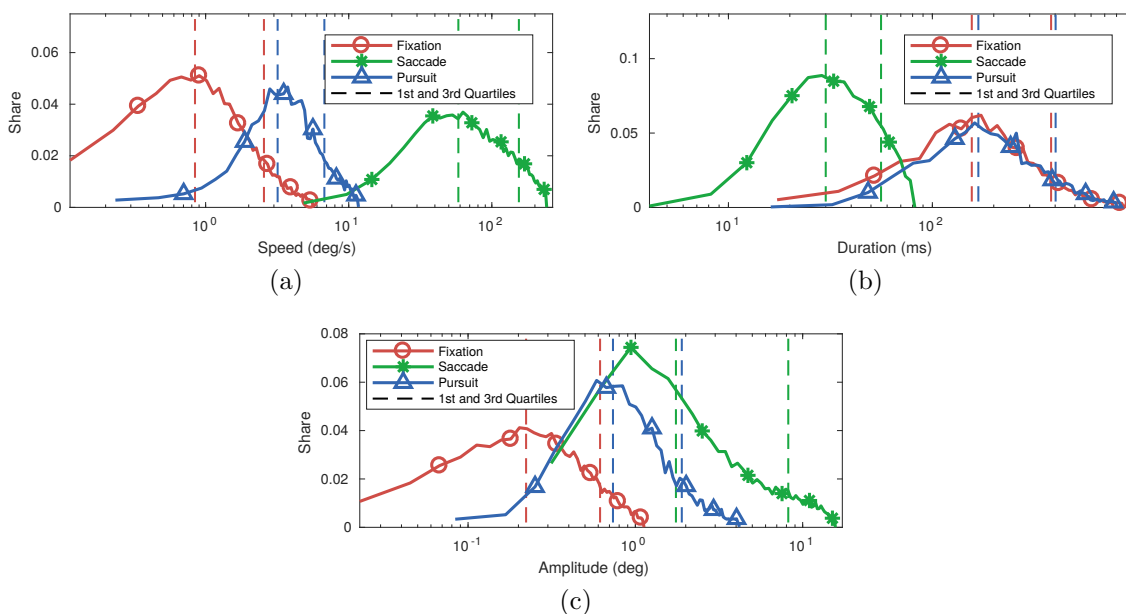 0.06
0.04
0.02
0
Share
Fixation
Saccade
Pursuit
1st and 3rd Quartiles
10^0
10^1
10^2
Speed (deg/s)
(a)
0.1
0.05
0
Share
Fixation
Saccade
Pursuit
1st and 3rd Quartiles
10^1
10^2
Duration (ms)
(b)
0.08
0.06
0.04
0.02
0
Share
Fixation
Saccade
Pursuit
1st and 3rd Quartiles
10^-1
10^0
10^1
Amplitude (deg)
(c)